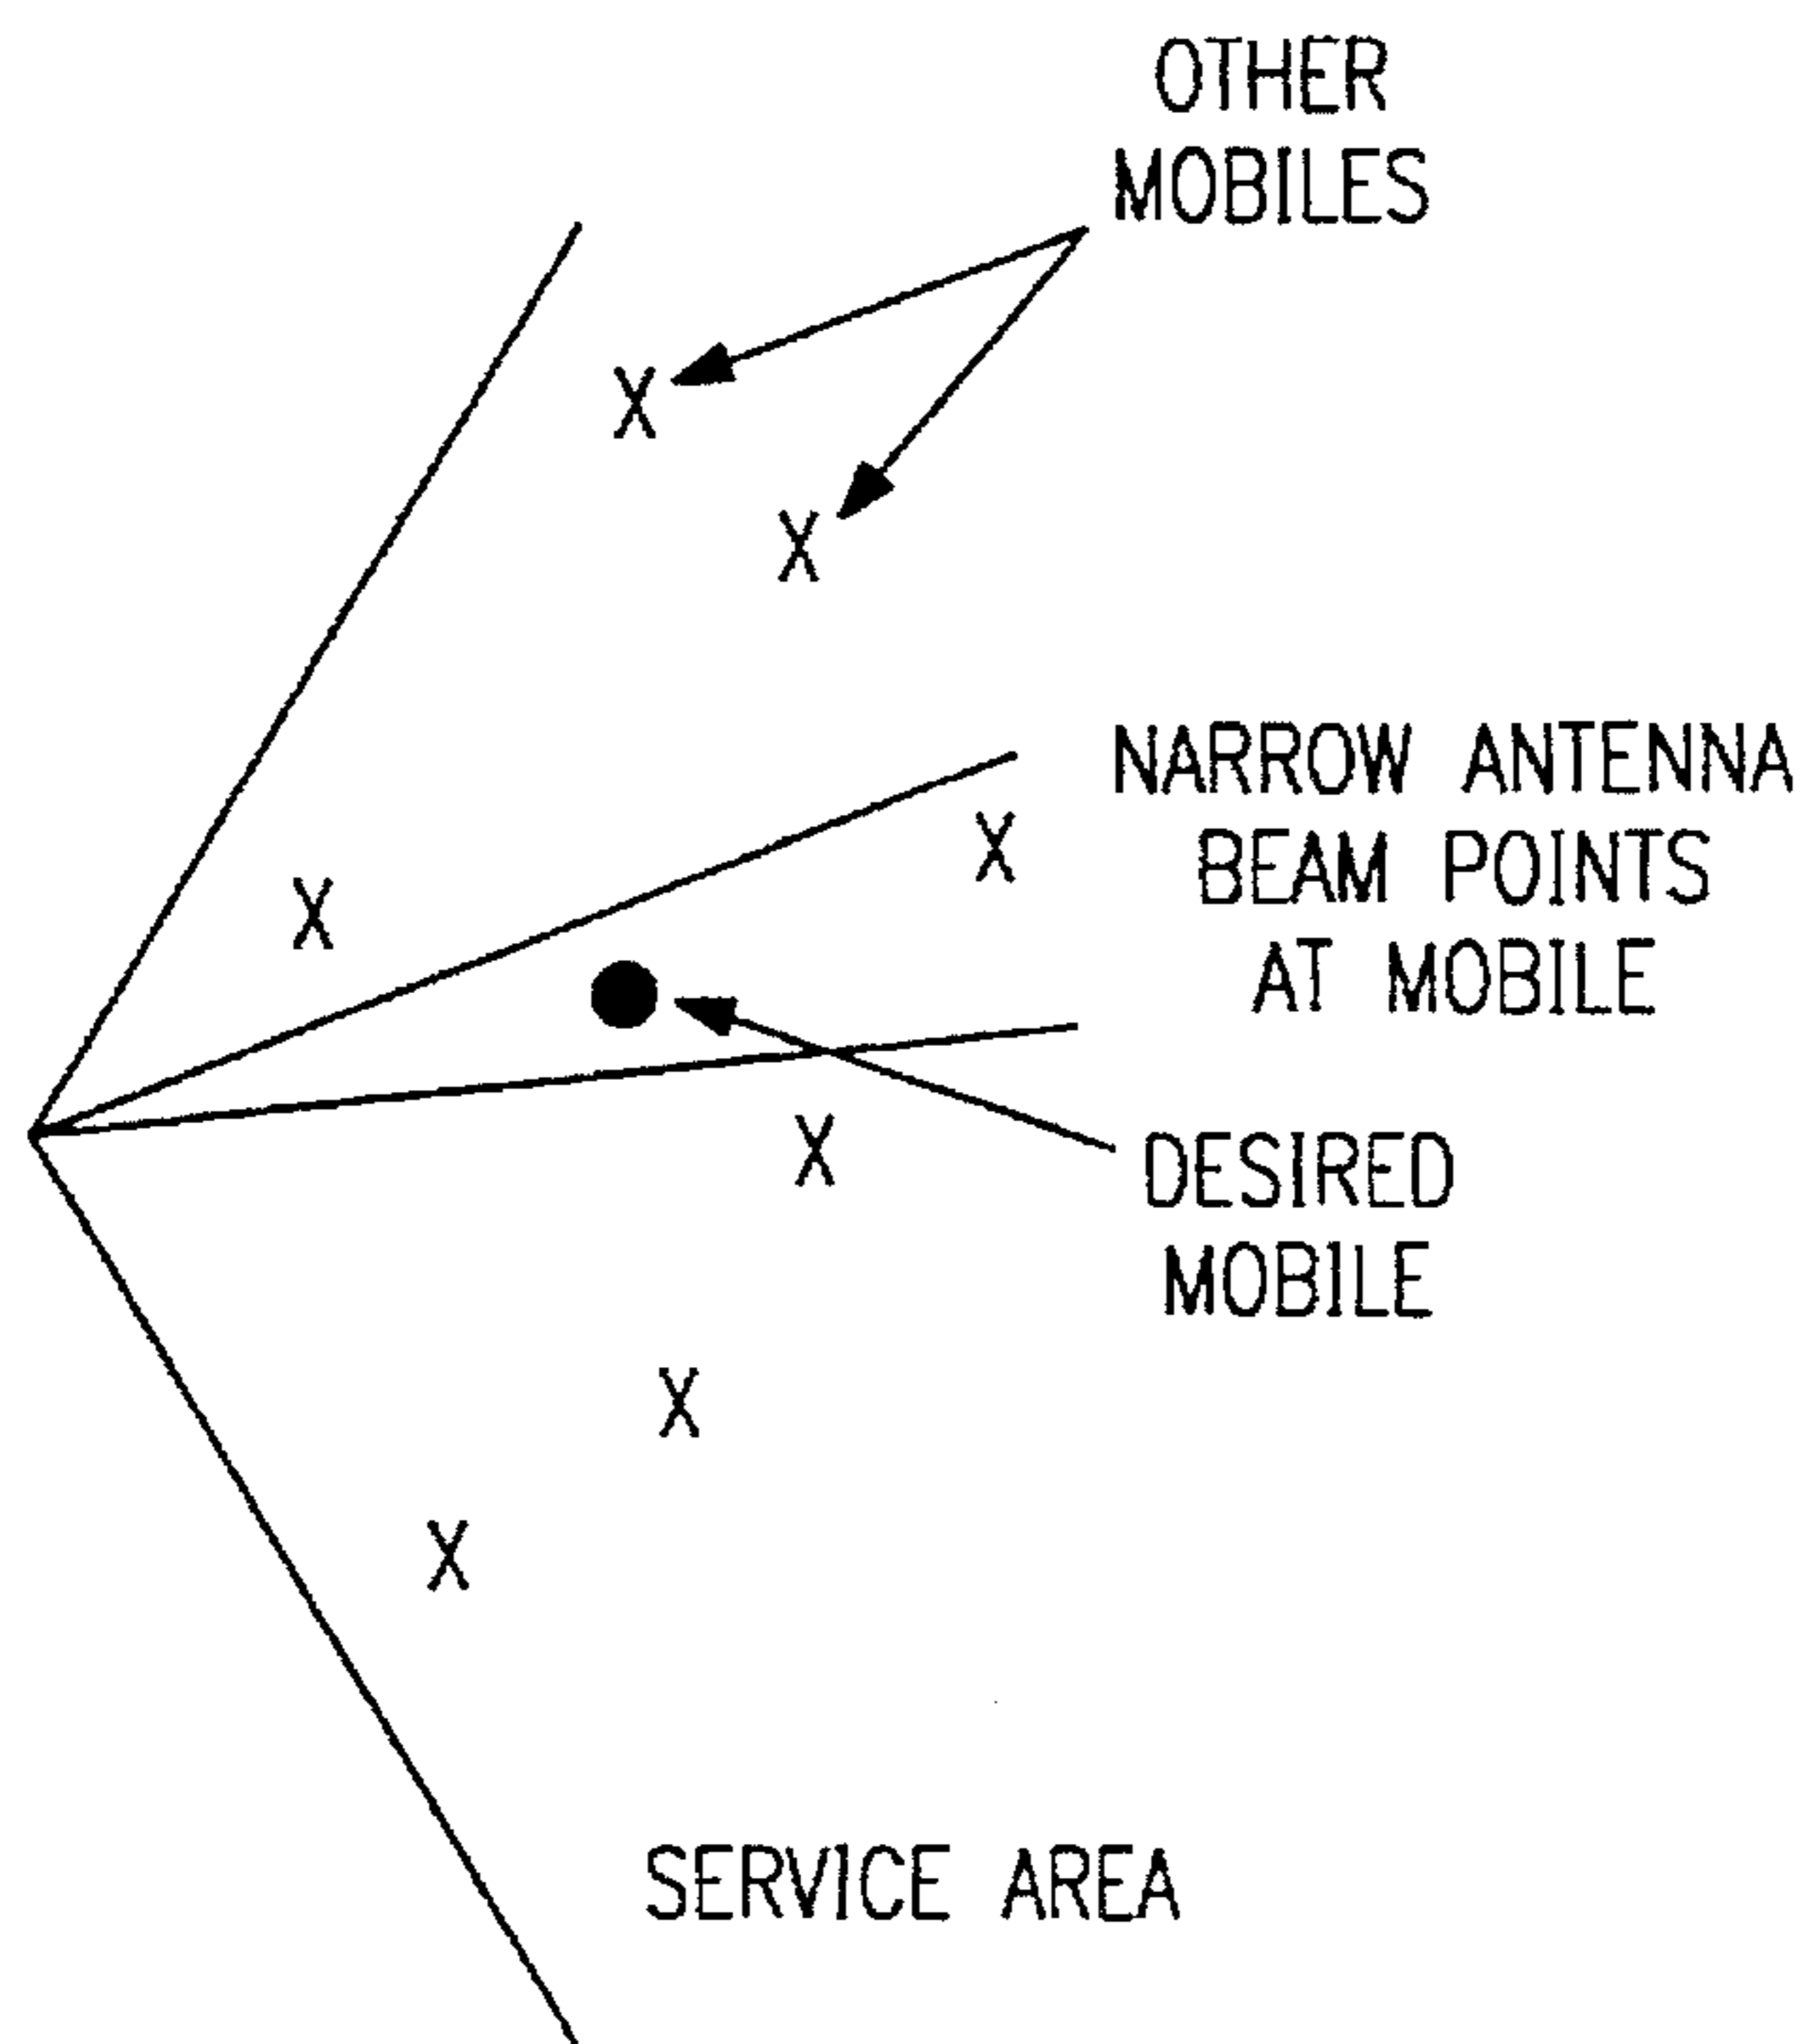 OTHER
MOBILES
X
X
NARROW ANTENNA
BEAM POINTS
AT MOBILE
X
X
X
DESIRED
MOBILE
X
X
SERVICE AREA